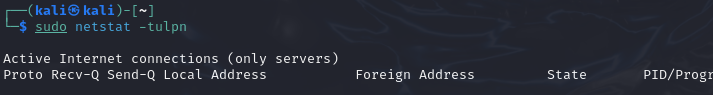 ┌──(kali㉿kali)-[~]
└─$ sudo netstat -tulpn
Active Internet connections (only servers)
Proto Recv-Q Send-Q Local Address           Foreign Address         State       PID/Progr